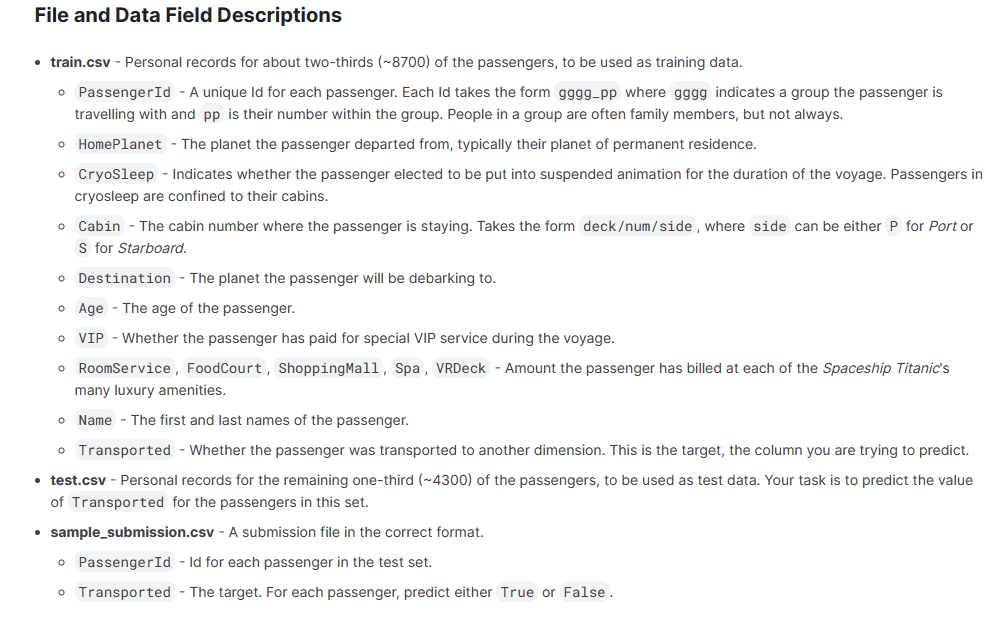 File and Data Field Descriptions
• train.csv - Personal records for about two-thirds (~8700) of the passengers, to be used as training data.
◦ PassengerId - A unique Id for each passenger. Each Id takes the form gggg_pp where gggg indicates a group the passenger is
travelling with and pp is their number within the group. People in a group are often family members, but not always.
◦ HomePlanet - The planet the passenger departed from, typically their planet of permanent residence.
◦ CryoSleep - Indicates whether the passenger elected to be put into suspended animation for the duration of the voyage. Passengers in
cryosleep are confined to their cabins.
◦ Cabin - The cabin number where the passenger is staying. Takes the form deck/num/side, where side can be either P for Port or
S for Starboard.
◦ Destination - The planet the passenger will be debarking to.
◦ Age - The age of the passenger.
◦ VIP - Whether the passenger has paid for special VIP service during the voyage.
◦ RoomService, FoodCourt, ShoppingMall, Spa, VRDeck - Amount the passenger has billed at each of the Spaceship Titanic's
many luxury amenities.
◦ Name - The first and last names of the passenger.
◦ Transported - Whether the passenger was transported to another dimension. This is the target, the column you are trying to predict.
• test.csv - Personal records for the remaining one-third (~4300) of the passengers, to be used as test data. Your task is to predict the value
of Transported for the passengers in this set.
• sample_submission.csv - A submission file in the correct format.
◦ PassengerId - Id for each passenger in the test set.
◦ Transported - The target. For each passenger, predict either True or False.